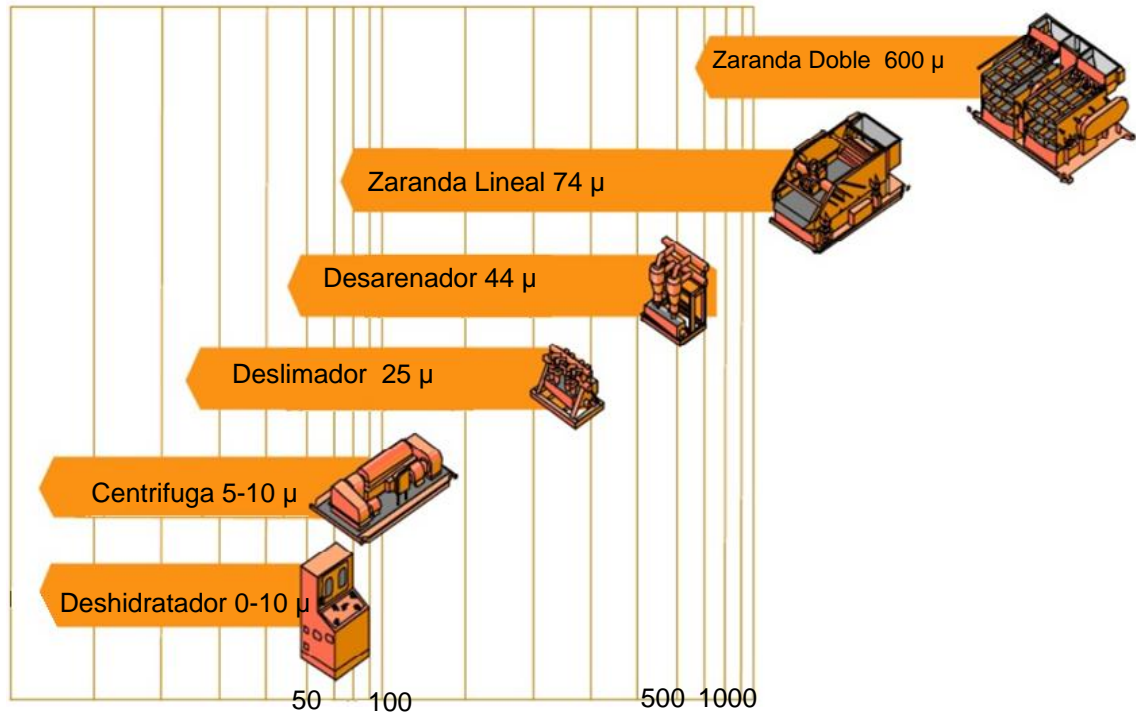 Zaranda Doble 600 μ
Zaranda Lineal 74 μ
Desarenador 44 μ
Deslimador 25 μ
Centrifuga 5-10 μ
Deshidratador 0-10 μ
50 100 500 1000